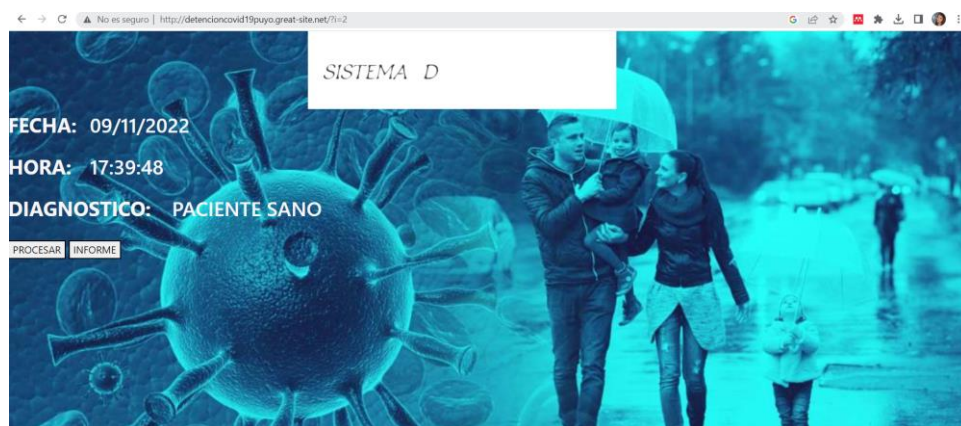 No es seguro | http://detencioncovid19puyo.great-site.net/?i=2
SISTEMA D
FECHA: 09/11/2022
HORA: 17:39:48
DIAGNOSTICO: PACIENTE SANO
PROCESAR INFORME